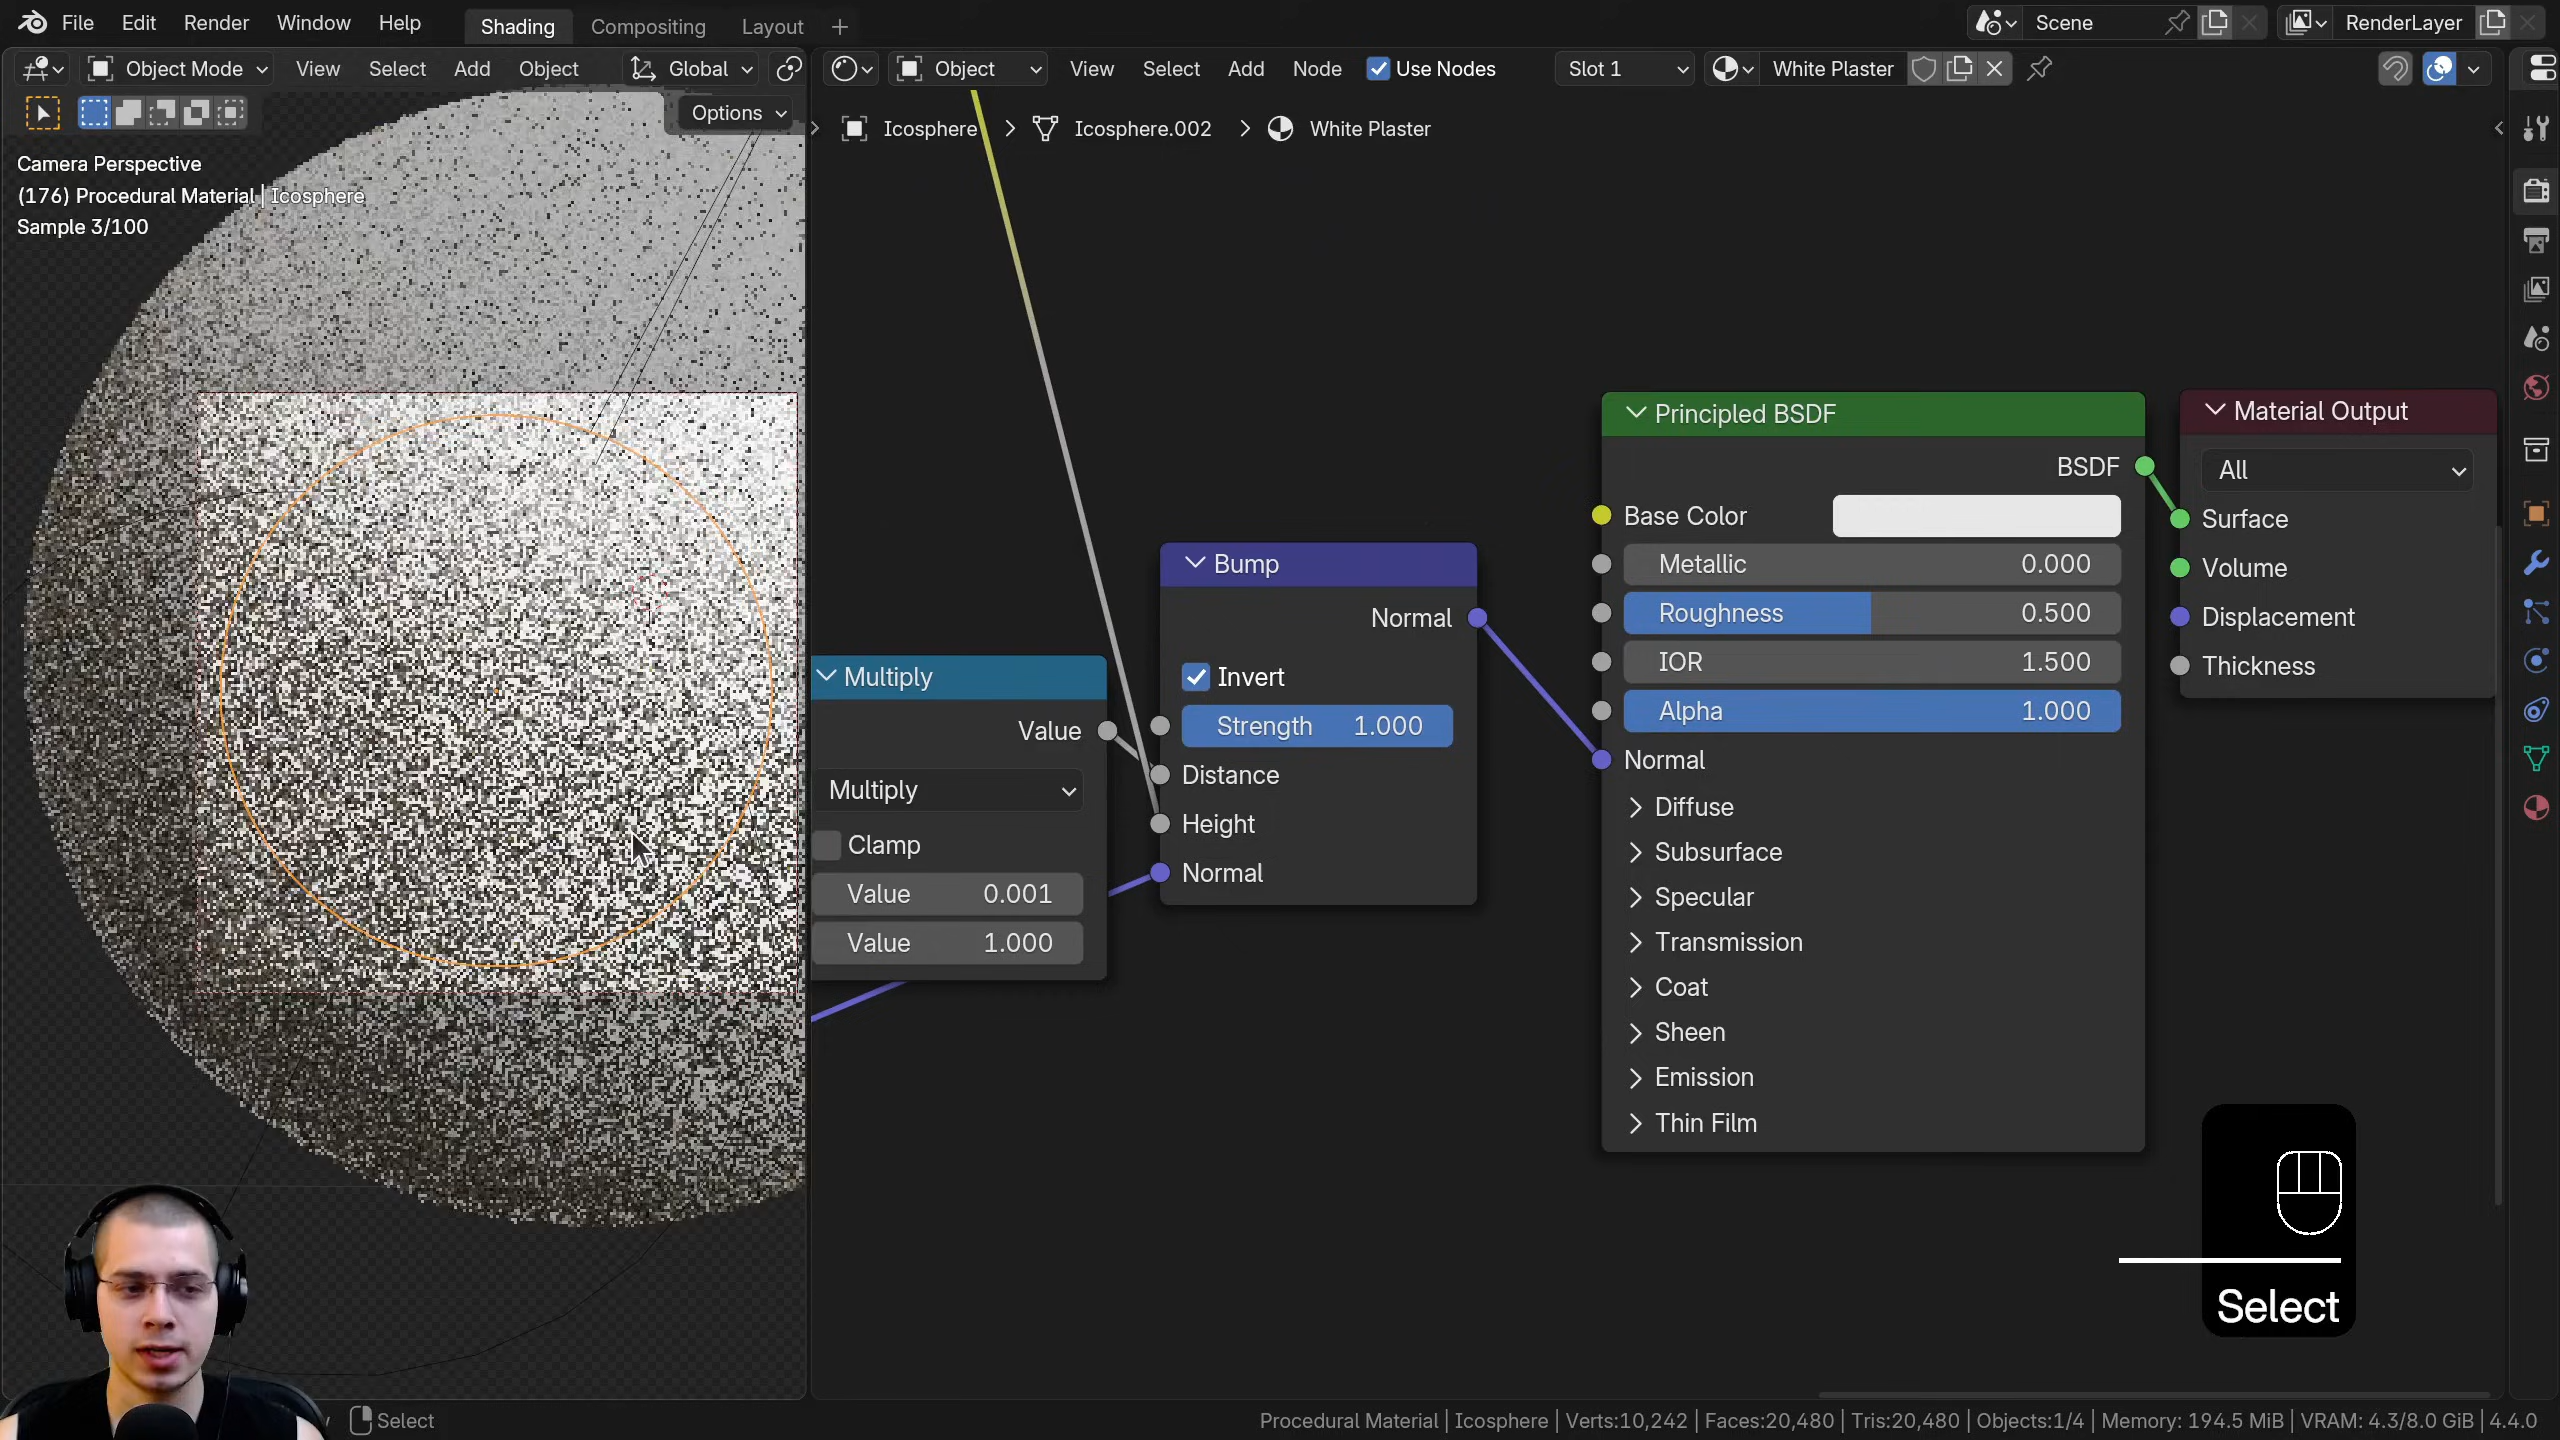 File Edit Render Window Help Shading Compositing Layout Scene RenderLayer
Object Mode View Select Add Object Global Object View Select Add Node Use Nodes Slot 1 White Plaster
Options
Icosphere Icosphere.002 White Plaster
Camera Perspective
(176) Procedural Material | Icosphere
Sample 3/100
Multiply
Value
Multiply
Clamp
Value 0.001
Value 1.000
Bump
Normal
Invert
Strength 1.000
Distance
Height
Normal
Principled BSDF
BSDF
Base Color
Metallic 0.000
Roughness 0.500
IOR 1.500
Alpha 1.000
Normal
Diffuse
Subsurface
Specular
Transmission
Coat
Sheen
Emission
Thin Film
Material Output
All
Surface
Volume
Displacement
Thickness
Select
Select
Procedural Material | Icosphere | Verts:10,242 | Faces:20,480 | Tris:20,480 | Objects:1/4 | Memory: 194.5 MiB | VRAM: 4.3/8.0 GiB | 4.4.0